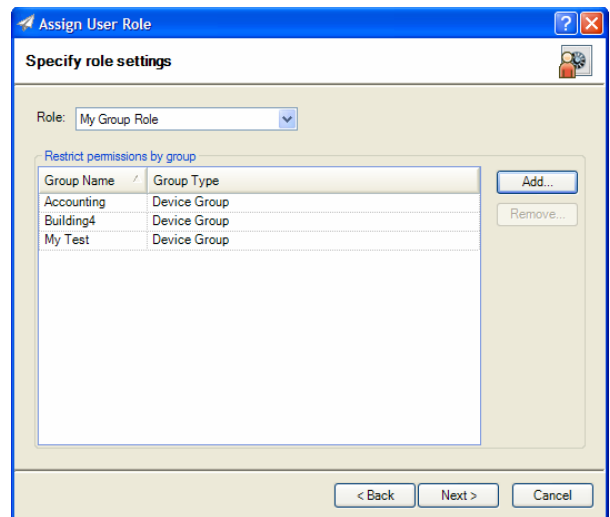 Assign User Role
Specify role settings
Role: My Group Role
Restrict permissions by group
Group Name Group Type
Add...
Accounting Device Group
Building4 Device Group
Remove...
My Test Device Group
< Back Next > Cancel